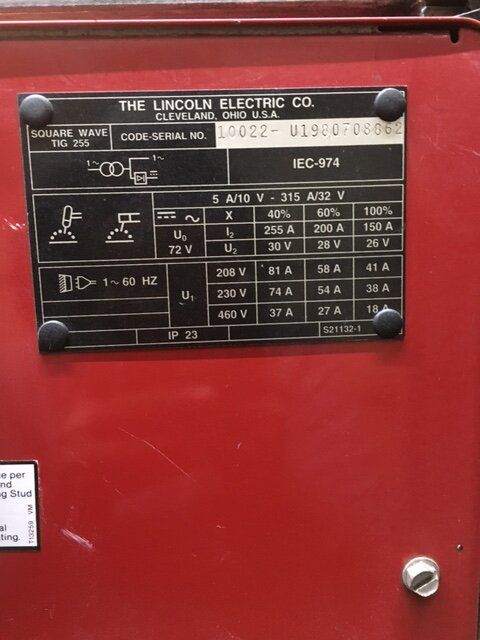 THE LINCOLN ELECTRIC CO.
CLEVELAND, OHIO U.S.A.
SQUARE WAVE
TIG 255
CODE-SERIAL NO.
10022- U1980708662
1~
1~
IEC-974
5 A/10 V - 315 A/32 V
X 40% 60% 100%
U0 I2 255 A 200 A 150 A
72 V U2 30 V 28 V 26 V
1~ 60 HZ
U1
208 V 81 A 58 A 41 A
230 V 74 A 54 A 38 A
460 V 37 A 27 A 18 A
IP 23
S21132-1
per
Stud
T13259 VM